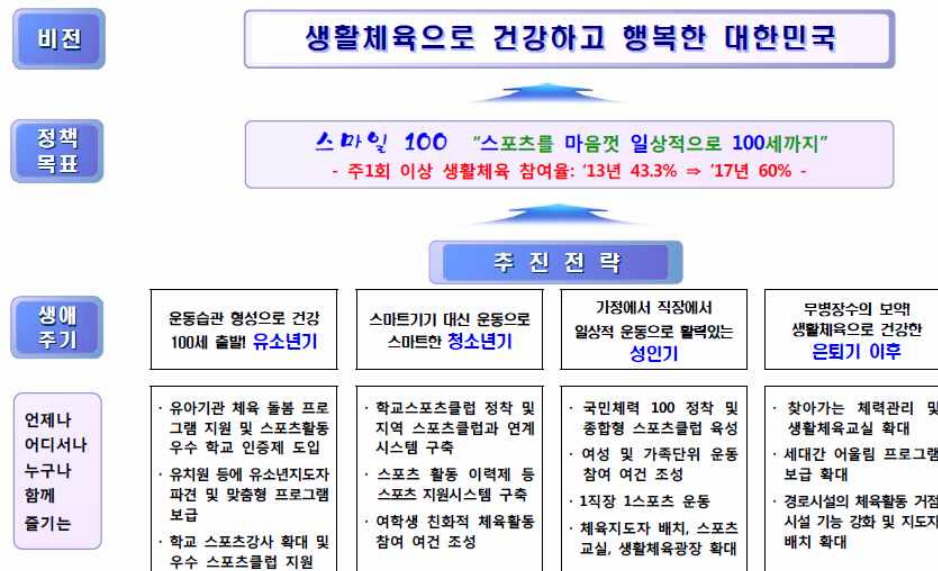 비전
생활체육으로 건강하고 행복한 대한민국
정책
목표
스마일 100 "스포츠를 마음껏 일상적으로 100세까지"
- 주1회 이상 생활체육 참여율: '13년 43.3% ⇒ '17년 60% -
추 진 전 략
생애
주기
운동습관 형성으로 건강
100세 출발! 유소년기
스마트기기 대신 운동으로
스마트한 청소년기
가정에서 직장에서
일상적 운동으로 활력있는
성인기
무병장수의 보약!
생활체육으로 건강한
은퇴기 이후
언제나
어디서나
누구나
함께
즐기는
· 유아기관 체육 돌봄 프로
그램 지원 및 스포츠활동
우수 학교 인증제 도입
· 유치원 등에 유소년지도자
파견 및 맞춤형 프로그램
보급
· 학교 스포츠강사 확대 및
우수 스포츠클럽 지원
· 학교스포츠클럽 정착 및
지역 스포츠클럽과 연계
시스템 구축
· 스포츠 활동 이력제 등
스포츠 지원시스템 구축
· 여학생 친화적 체육활동
참여 여건 조성
· 국민체력 100 정착 및
종합형 스포츠클럽 육성
· 여성 및 가족단위 운동
참여 여건 조성
· 1직장 1스포츠 운동
· 체육지도자 배치, 스포츠
교실, 생활체육광장 확대
· 찾아가는 체력관리 및
생활체육교실 확대
· 세대간 어울림 프로그램
보급 확대
· 경로시설의 체육활동 거점
시설 기능 강화 및 지도자
배치 확대